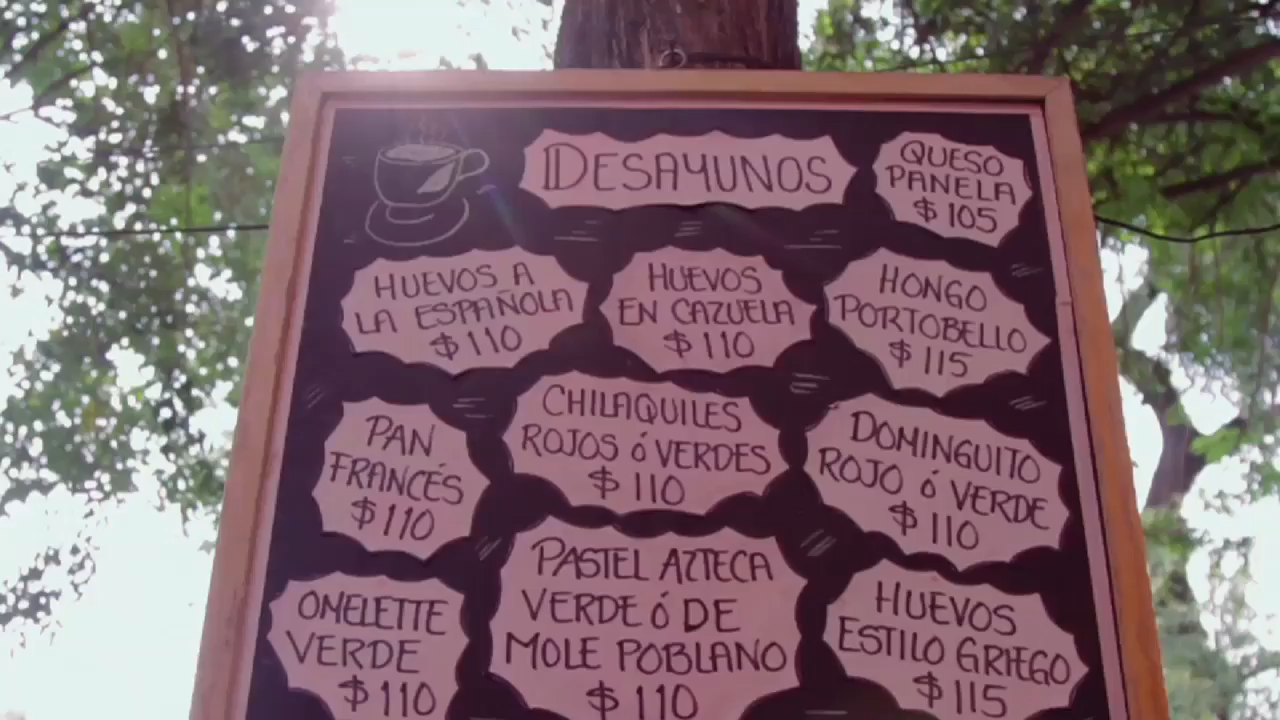 DESAYUNOS
QUESO
PANELA
$105
HUEVOS A
LA ESPAÑOLA
$110
HUEVOS
EN CAZUELA
$110
HONGO
PORTOBELLO
$115
PAN
FRANCÉS
$110
CHILAQUILES
ROJOS ó VERDES
$110
DOMINGUITO
ROJO ó VERDE
$110
OMELETTE
VERDE
$110
PASTEL AZTECA
VERDE ó DE
MOLE POBLANO
$110
HUEVOS
ESTILO GRIEGO
$115